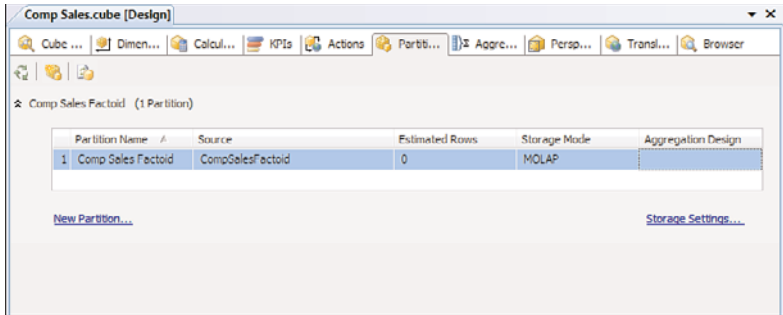 Comp Sales.cube [Design]
Cube ... Dimen... Calcul... KPIs Actions Partiti... Aggre... Persp... Transl... Browser
Comp Sales Factoid (1 Partition)
Partition Name Source Estimated Rows Storage Mode Aggregation Design
1 Comp Sales Factoid CompSalesFactoid 0 MOLAP
New Partition... Storage Settings...